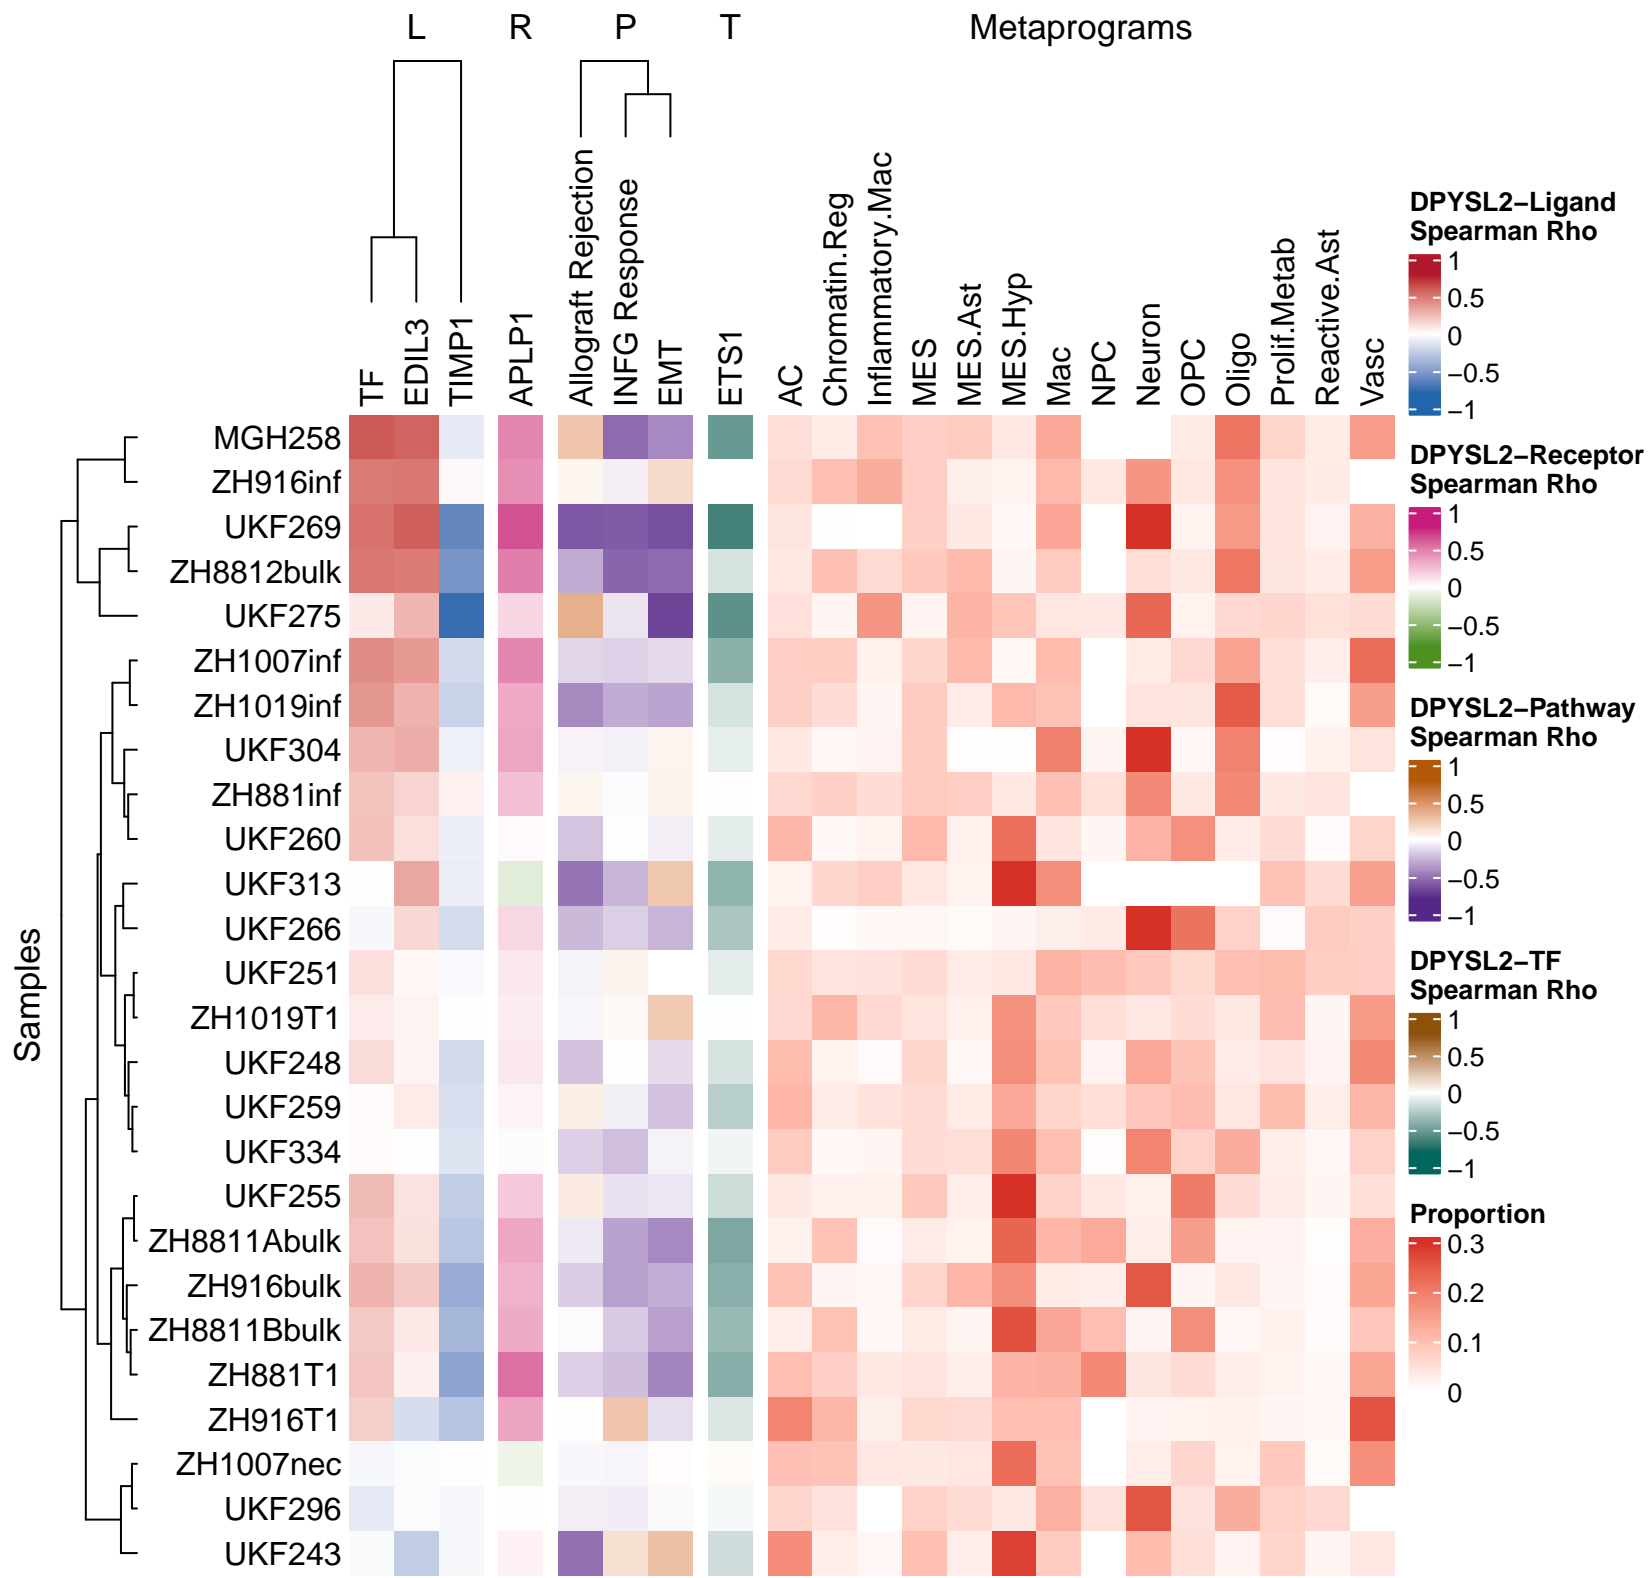 L R P T Metaprograms
TF
EDIL3
TIMP1
APLP1
Allograft Rejection
INFG Response
EMT
ETS1
AC
Chromatin.Reg
Inflammatory.Mac
MES
MES.Ast
MES.Hyp
Mac
NPC
Neuron
OPC
Oligo
Prolif.Metab
Reactive.Ast
Vasc
Samples
MGH258
ZH916inf
UKF269
ZH8812bulk
UKF275
ZH1007inf
ZH1019inf
UKF304
ZH881inf
UKF260
UKF313
UKF266
UKF251
ZH1019T1
UKF248
UKF259
UKF334
UKF255
ZH8811Abulk
ZH916bulk
ZH8811Bbulk
ZH881T1
ZH916T1
ZH1007nec
UKF296
UKF243
DPYSL2−Ligand
Spearman Rho
1
0.5
0
−0.5
−1
DPYSL2−Receptor
Spearman Rho
1
0.5
0
−0.5
−1
DPYSL2−Pathway
Spearman Rho
1
0.5
0
−0.5
−1
DPYSL2−TF
Spearman Rho
1
0.5
0
−0.5
−1
Proportion
0.3
0.2
0.1
0